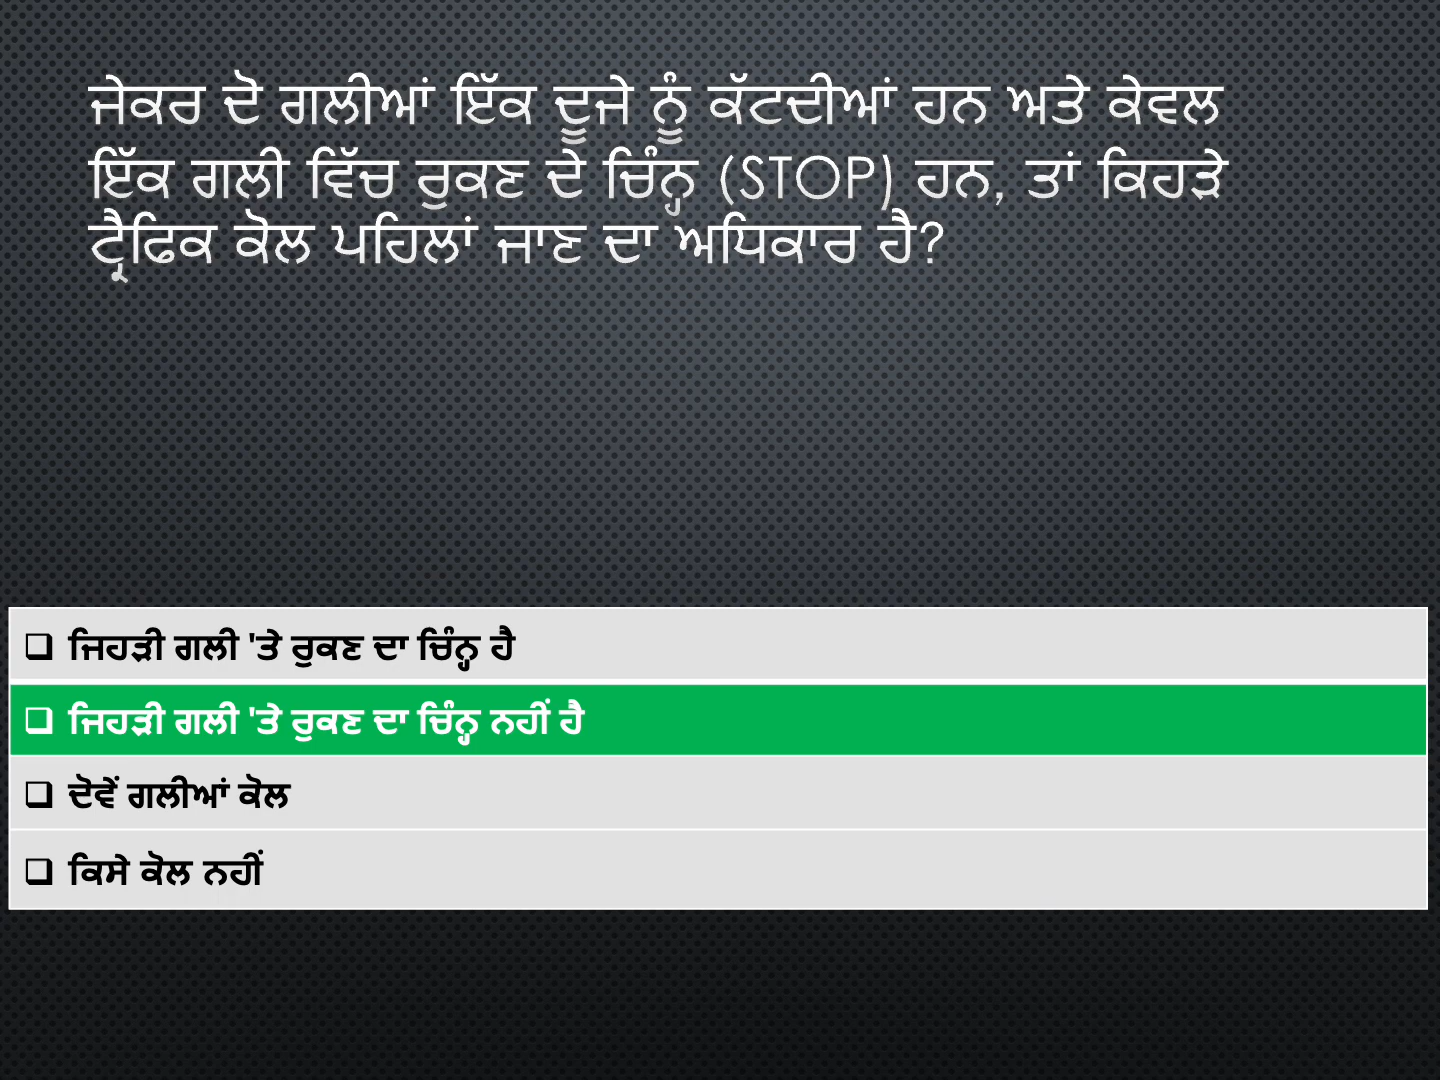 ਜੇਕਰ ਦੋ ਗਲੀਆਂ ਇੱਕ ਦੂਜੇ ਨੂੰ ਕੱਟਦੀਆਂ ਹਨ ਅਤੇ ਕੇਵਲ
ਇੱਕ ਗਲੀ ਵਿੱਚ ਰੁਕਣ ਦੇ ਚਿੰਨ੍ਹ (STOP) ਹਨ, ਤਾਂ ਕਿਹੜੇ
ਟ੍ਰੈਫਿਕ ਕੋਲ ਪਹਿਲਾਂ ਜਾਣ ਦਾ ਅਧਿਕਾਰ ਹੈ?
❑ ਜਿਹੜੀ ਗਲੀ 'ਤੇ ਰੁਕਣ ਦਾ ਚਿੰਨ੍ਹ ਹੈ
❑ ਜਿਹੜੀ ਗਲੀ 'ਤੇ ਰੁਕਣ ਦਾ ਚਿੰਨ੍ਹ ਨਹੀਂ ਹੈ
❑ ਦੋਵੇਂ ਗਲੀਆਂ ਕੋਲ
❑ ਕਿਸੇ ਕੋਲ ਨਹੀਂ